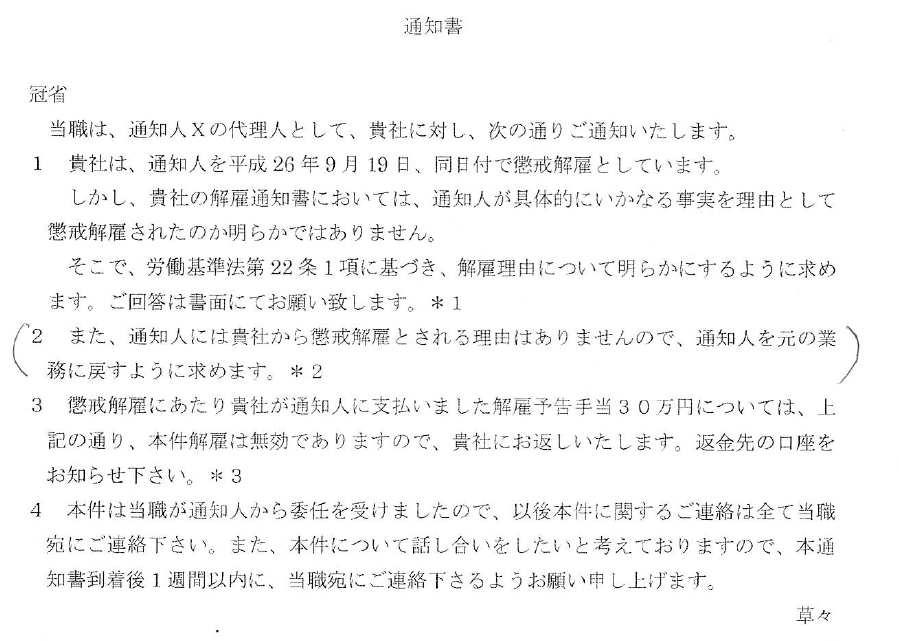 通知書
冠省
当職は、通知人Xの代理人として、貴社に対し、次の通りご通知いたします。
1 貴社は、通知人を平成26年9月19日、同日付で懲戒解雇としています。
しかし、貴社の解雇通知書においては、通知人が具体的にいかなる事実を理由として
懲戒解雇されたのか明らかではありません。
そこで、労働基準法第22条1項に基づき、解雇理由について明らかにするように求め
ます。ご回答は書面にてお願い致します。＊1
2 また、通知人には貴社から懲戒解雇とされる理由はありませんので、通知人を元の業
務に戻すように求めます。＊2
3 懲戒解雇にあたり貴社が通知人に支払いました解雇予告手当３０万円については、上
記の通り、本件解雇は無効でありますので、貴社にお返しいたします。返金先の口座を
お知らせ下さい。＊3
4 本件は当職が通知人から委任を受けましたので、以後本件に関するご連絡は全て当職
宛にご連絡下さい。また、本件について話し合いをしたいと考えておりますので、本通
知書到着後1週間以内に、当職宛にご連絡下さるようお願い申し上げます。
草々